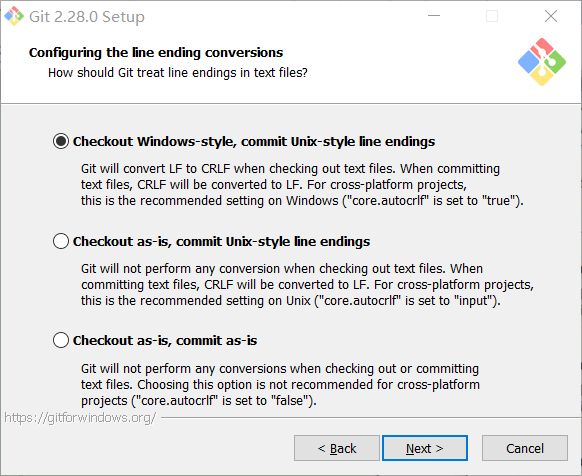 Git 2.28.0 Setup
Configuring the line ending conversions
How should Git treat line endings in text files?
Checkout Windows-style, commit Unix-style line endings
Git will convert LF to CRLF when checking out text files. When committing
text files, CRLF will be converted to LF. For cross-platform projects,
this is the recommended setting on Windows ("core.autocrlf" is set to "true").
Checkout as-is, commit Unix-style line endings
Git will not perform any conversion when checking out text files. When
committing text files, CRLF will be converted to LF. For cross-platform projects,
this is the recommended setting on Unix ("core.autocrlf" is set to "input").
Checkout as-is, commit as-is
Git will not perform any conversions when checking out or committing
text files. Choosing this option is not recommended for cross-platform
projects ("core.autocrlf" is set to "false").
https://gitforwindows.org/
< Back Next > Cancel